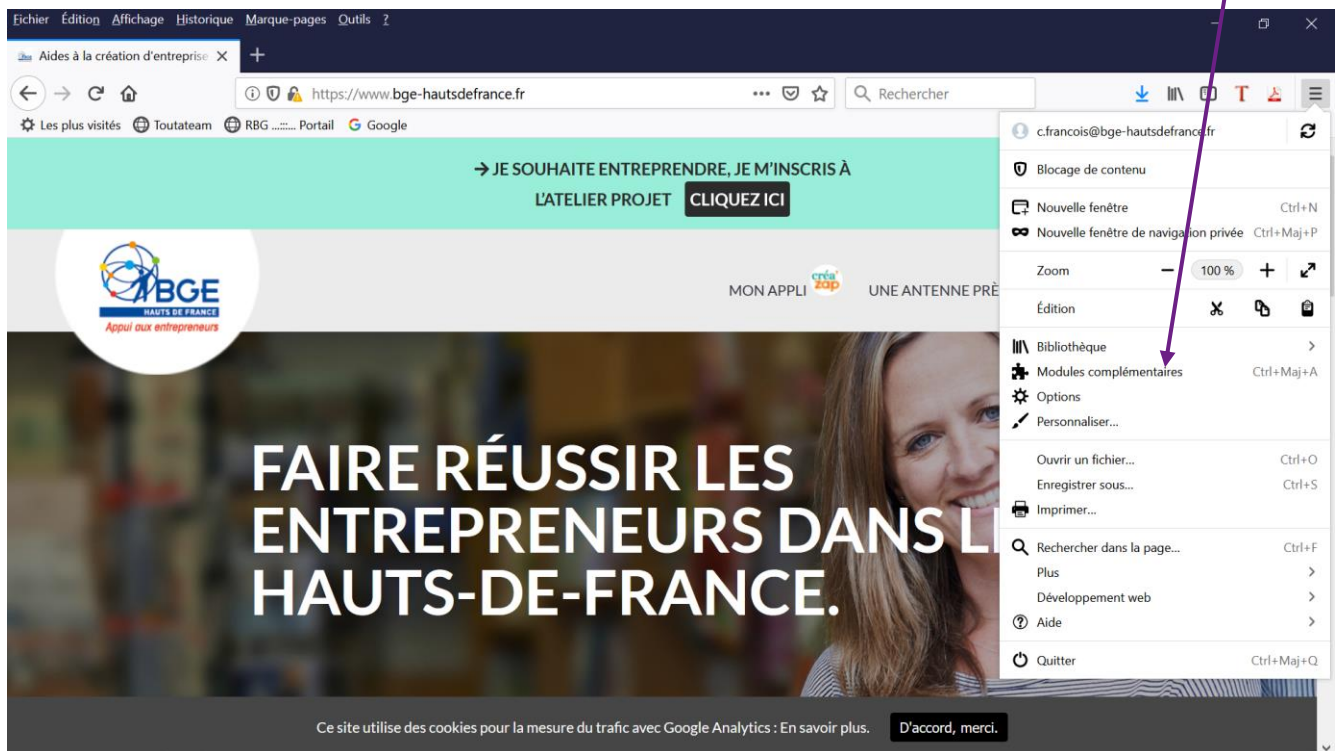 Fichier Édition Affichage Historique Marque-pages Outils ?
Aides à la création d'entreprise
https://www.bge-hautsdefrance.fr
Rechercher
Les plus visités Toutateam RBG ...::... Portail Google
→ JE SOUHAITE ENTREPRENDRE, JE M'INSCRIS À
L'ATELIER PROJET CLIQUEZ ICI
BGE
HAUTS DE FRANCE
Appui aux entrepreneurs
MON APPLI créa' zap UNE ANTENNE PRÈ
FAIRE RÉUSSIR LES
ENTREPRENEURS DANS L
HAUTS-DE-FRANCE.
Ce site utilise des cookies pour la mesure du trafic avec Google Analytics : En savoir plus. D'accord, merci.
c.francois@bge-hautsdefrance.fr
Blocage de contenu
Nouvelle fenêtre Ctrl+N
Nouvelle fenêtre de navigation privée Ctrl+Maj+P
Zoom − 100 % +
Édition
Bibliothèque >
Modules complémentaires Ctrl+Maj+A
Options
Personnaliser...
Ouvrir un fichier... Ctrl+O
Enregistrer sous... Ctrl+S
Imprimer...
Rechercher dans la page... Ctrl+F
Plus >
Développement web >
Aide >
Quitter Ctrl+Maj+Q